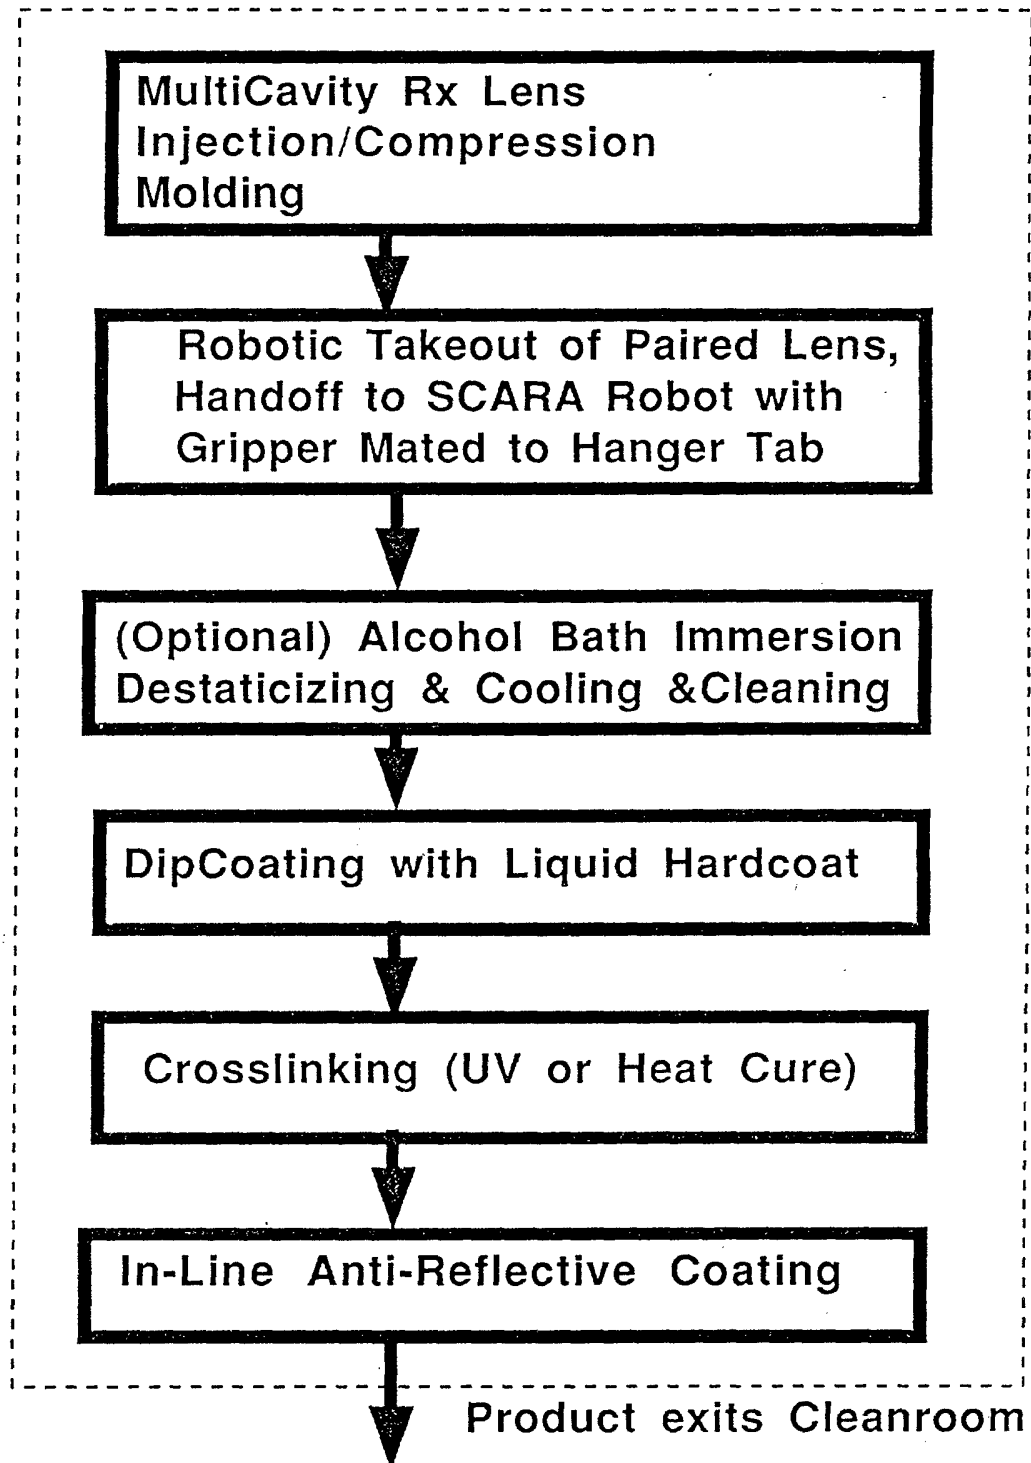 MultiCavity Rx Lens
Injection/Compression
Molding
Robotic Takeout of Paired Lens,
Handoff to SCARA Robot with
Gripper Mated to Hanger Tab
(Optional) Alcohol Bath Immersion
Destaticizing & Cooling &Cleaning
DipCoating with Liquid Hardcoat
Crosslinking (UV or Heat Cure)
In-Line Anti-Reflective Coating
Product exits Cleanroom